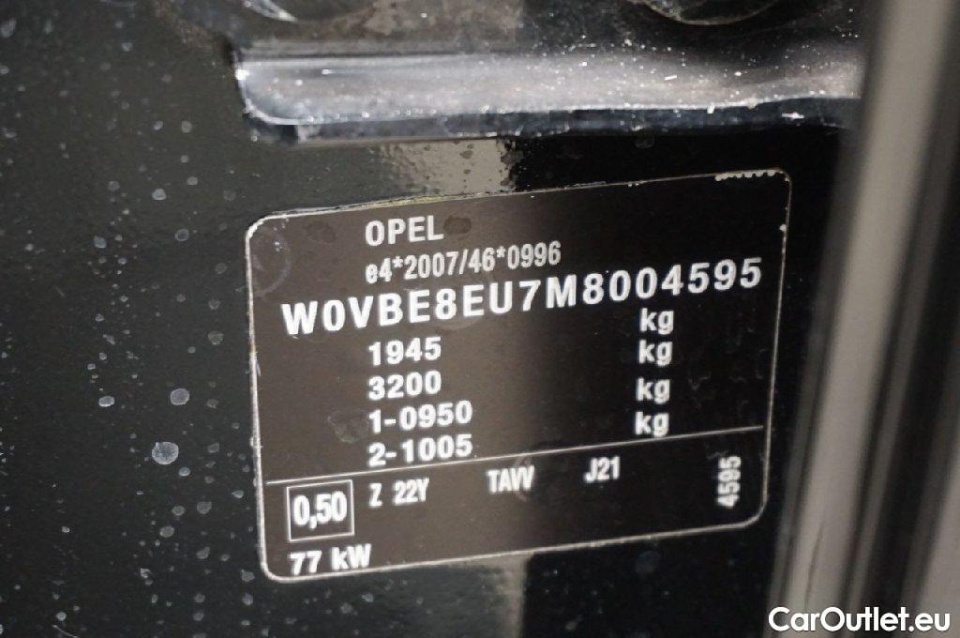 OPEL
e4*2007/46*0996
W0VBE8EU7M8004595
1945 kg
3200 kg
1-0950 kg
2-1005 kg
0,50 Z 22Y TAVV J21 4595
77 kW
CarOutlet.eu